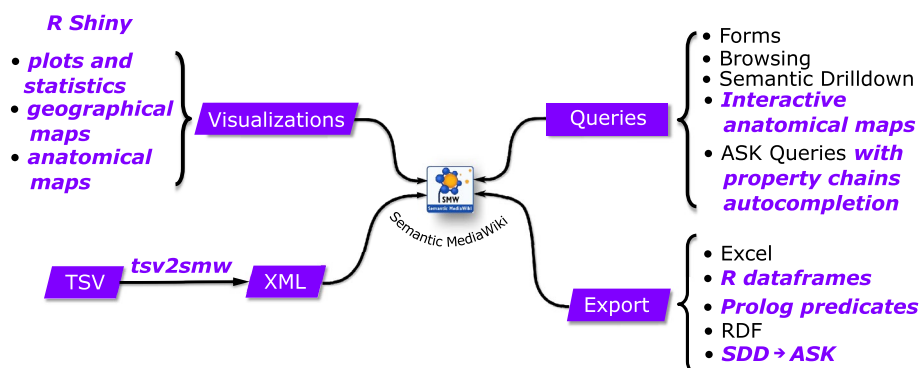 R Shiny
• plots and
statistics
• geographical
maps
• anatomical
maps
Visualizations
TSV
tsv2smw
XML
SMW
Semantic MediaWiki
Semantic MediaWiki
Queries
• Forms
• Browsing
• Semantic Drilldown
• Interactive
anatomical maps
• ASK Queries with
property chains
autocompletion
Export
• Excel
• R dataframes
• Prolog predicates
• RDF
• SDD → ASK